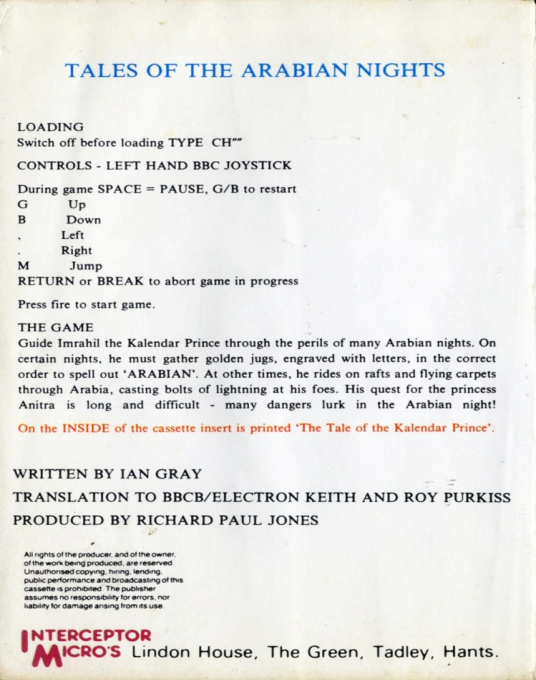 TALES OF THE ARABIAN NIGHTS
LOADING
Switch off before loading TYPE CH""
CONTROLS - LEFT HAND BBC JOYSTICK
During game SPACE = PAUSE, G/B to restart
G Up
B Down
, Left
. Right
M Jump
RETURN or BREAK to abort game in progress
Press fire to start game.
THE GAME
Guide Imrahil the Kalendar Prince through the perils of many Arabian nights. On
certain nights, he must gather golden jugs, engraved with letters, in the correct
order to spell out 'ARABIAN'. At other times, he rides on rafts and flying carpets
through Arabia, casting bolts of lightning at his foes. His quest for the princess
Anitra is long and difficult - many dangers lurk in the Arabian night!
On the INSIDE of the cassette insert is printed 'The Tale of the Kalendar Prince'.
WRITTEN BY IAN GRAY
TRANSLATION TO BBCB/ELECTRON KEITH AND ROY PURKISS
PRODUCED BY RICHARD PAUL JONES
All rights of the producer, and of the owner,
of the work being produced, are reserved.
Unauthorised copying, hiring, lending,
public performance and broadcasting of this
cassette is prohibited. The publisher
assumes no responsibility for errors, nor
liability for damage arising from its use.
INTERCEPTOR
MICRO'S Lindon House, The Green, Tadley, Hants.